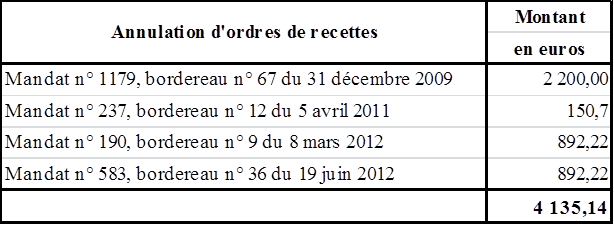 Annulation d'ordres de recettes Montant en euros
Mandat n° 1179, bordereau n° 67 du 31 décembre 2009 2 200,00
Mandat n° 237, bordereau n° 12 du 5 avril 2011 150,7
Mandat n° 190, bordereau n° 9 du 8 mars 2012 892,22
Mandat n° 583, bordereau n° 36 du 19 juin 2012 892,22
4 135,14